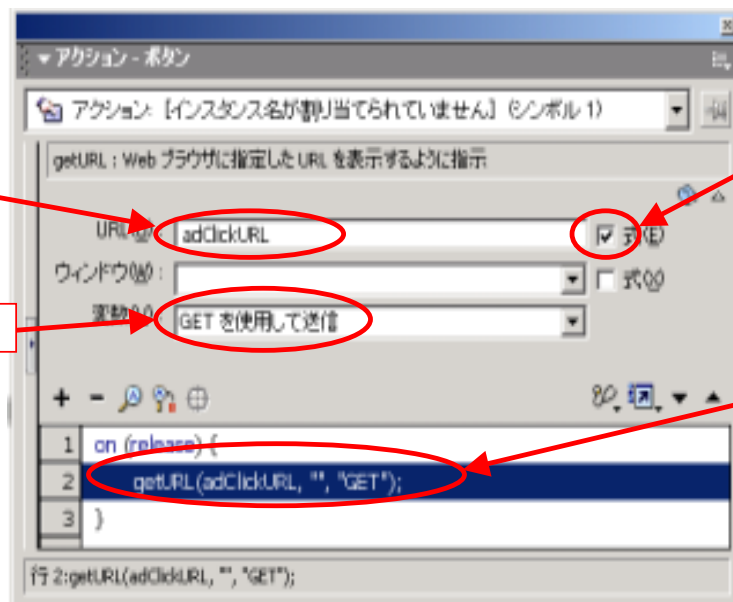 アクション - ボタン
アクション: [インスタンス名が割り当てられていません] (シンボル 1)
getURL : Web ブラウザに指定した URL を表示するように指示
URL(U) : adClickURL 式(E)
ウィンドウ(W) : 式(X)
変数(V) : GET を使用して送信
1 on (release) {
2 getURL(adClickURL, "", "GET");
3 }
行 2:getURL(adClickURL, "", "GET");